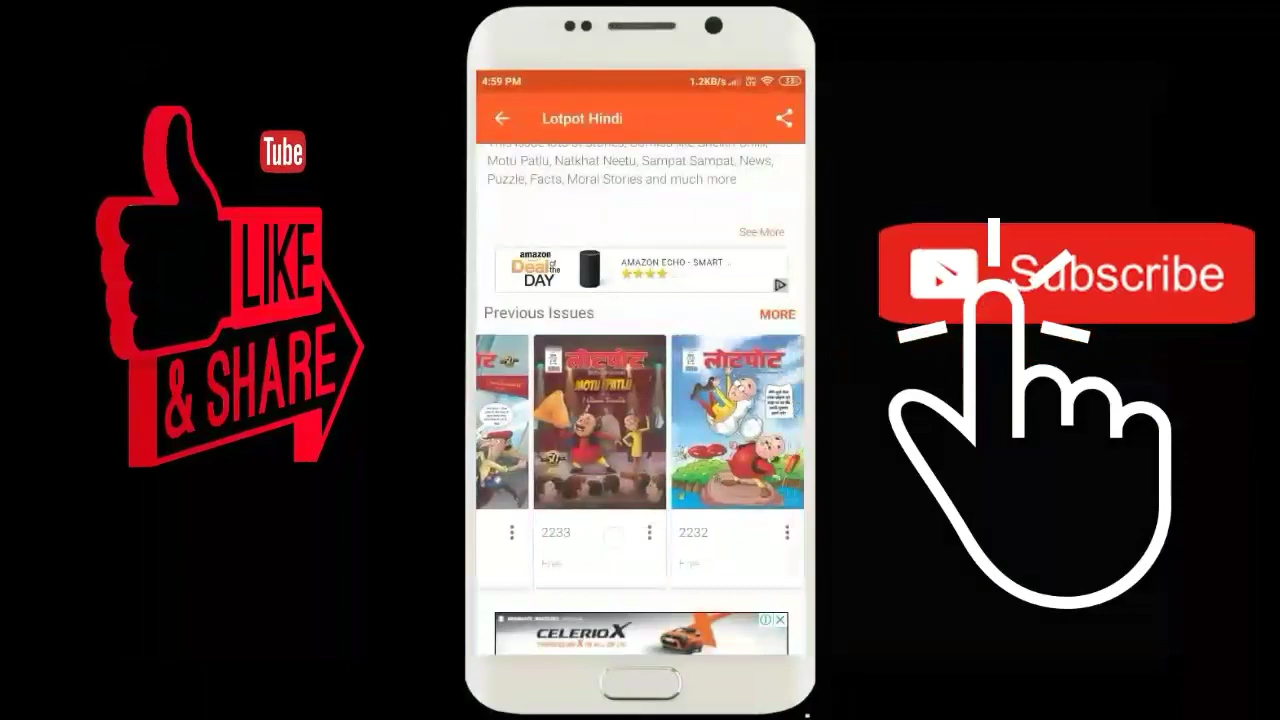 4:59 PM
1.2KB/s
Lotpot Hindi
Motu Patlu, Natkhat Neetu, Sampat Sampat, News,
Puzzle, Facts, Moral Stories and much more
See More
amazon
Deal of the
DAY
AMAZON ECHO - SMART ..
Previous Issues
MORE
लोटपोट
MOTU PATLU
लोटपोट
2233
2232
Free
CELERIO X
Tube
LIKE
& SHARE
Subscribe